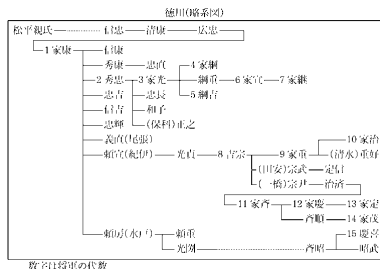 徳川(略系図)
松平親氏 信忠 清康 広忠
1家康 信康
秀康 忠直 4家綱
2秀忠 3家光 綱重 6家宣 7家継
忠吉 忠長 5綱吉
信吉 和子
忠輝 (保科)正之
義直(尾張) 10家治
頼宣(紀伊) 光貞 8吉宗 9家重 (清水)重好
(田安)宗武 定信
(一橋)宗尹 治済
11家斉 12家慶 13家定
斉順 14家茂
頼房(水戸) 頼重 15慶喜
光圀 斉昭 昭武
数字は将軍の代数